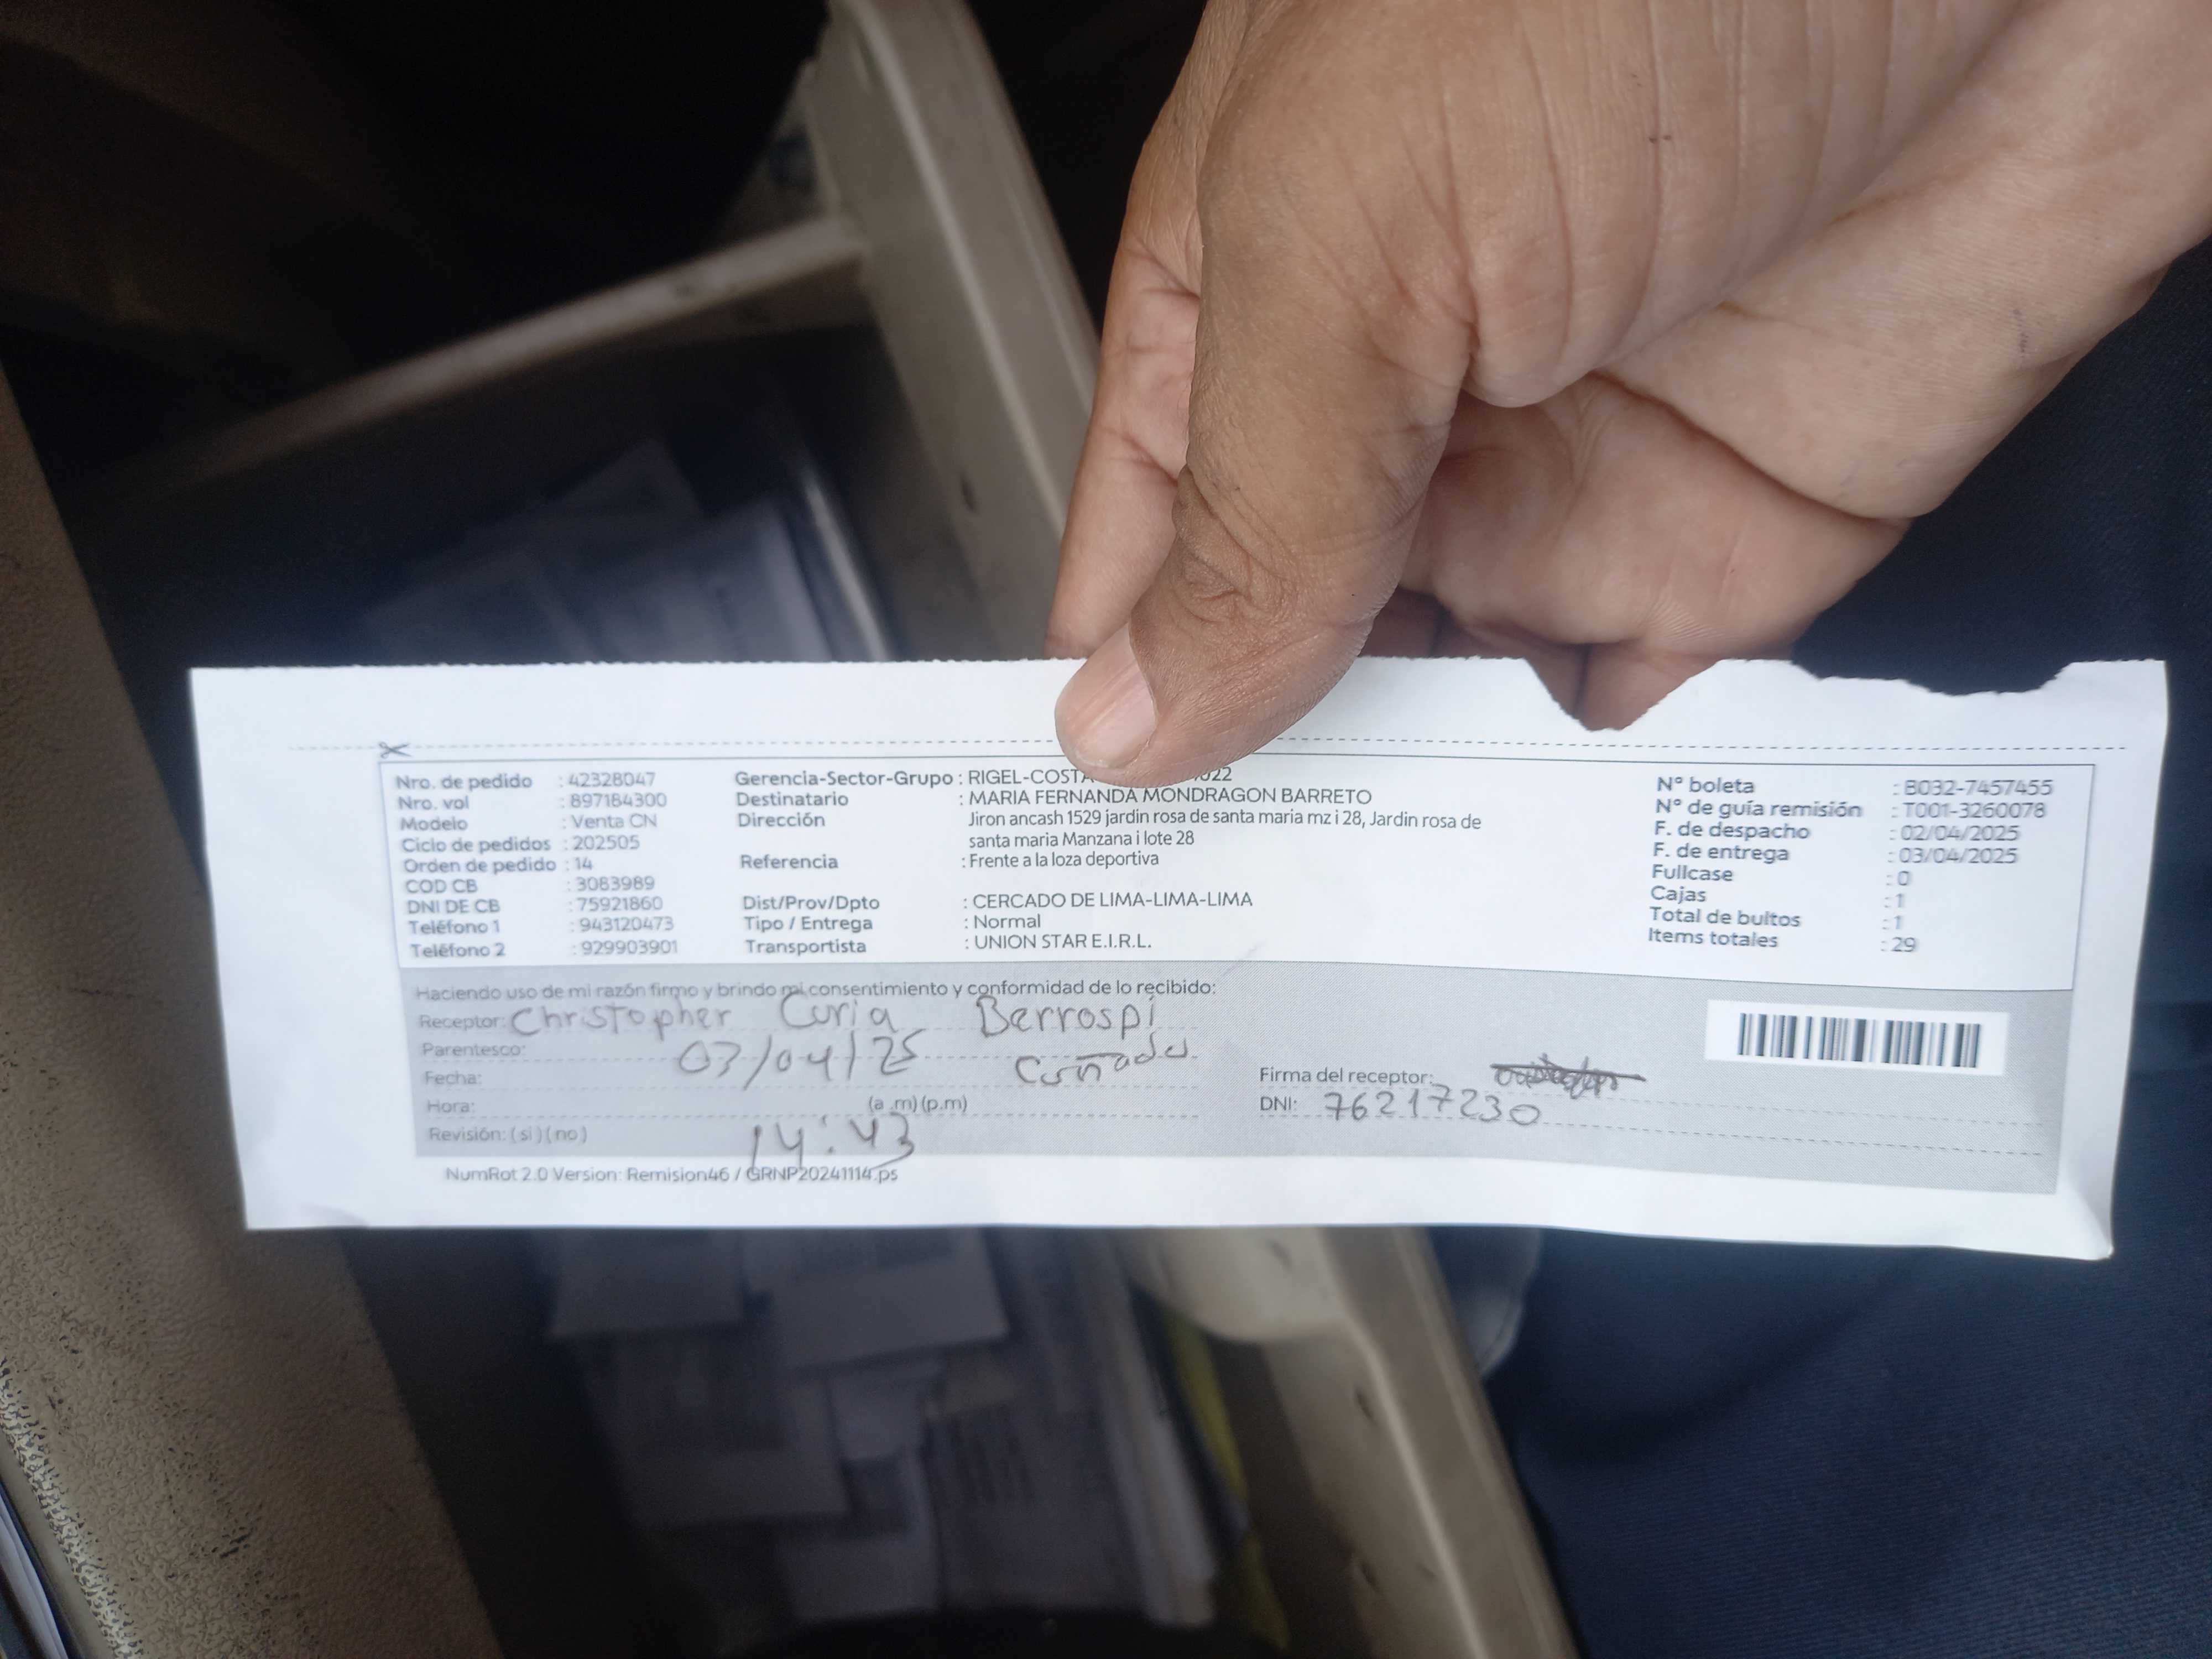 Nro. de pedido : 42328047
Nro. vol : 897184300
Modelo : Venta CN
Ciclo de pedidos : 202505
Orden de pedido : 14
COD CB : 3083989
DNI DE CB : 75921860
Teléfono 1 : 943120473
Teléfono 2 : 929903901
Gerencia-Sector-Grupo : RIGEL-COSTA 022
Destinatario : MARIA FERNANDA MONDRAGON BARRETO
Dirección Jiron ancash 1529 jardin rosa de santa maria mz i 28, Jardin rosa de
santa maria Manzana i lote 28
Referencia : Frente a la loza deportiva
Dist/Prov/Dpto : CERCADO DE LIMA-LIMA-LIMA
Tipo / Entrega : Normal
Transportista : UNION STAR E.I.R.L.
N° boleta : B032-7457455
N° de guía remisión : T001-3260078
F. de despacho : 02/04/2025
F. de entrega : 03/04/2025
Fullcase : 0
Cajas : 1
Total de bultos : 1
Items totales : 29
Haciendo uso de mi razón firmo y brindo mi consentimiento y conformidad de lo recibido:
Receptor: Christopher Curia Berrospi
Parentesco: Cuñado
Fecha: 03/04/25
Hora: (a .m) (p.m)
14:43
Revisión: ( si ) ( no )
Firma del receptor:
DNI: 76217230
NumRot 2.0 Version: Remision46 / GRNP20241114.ps